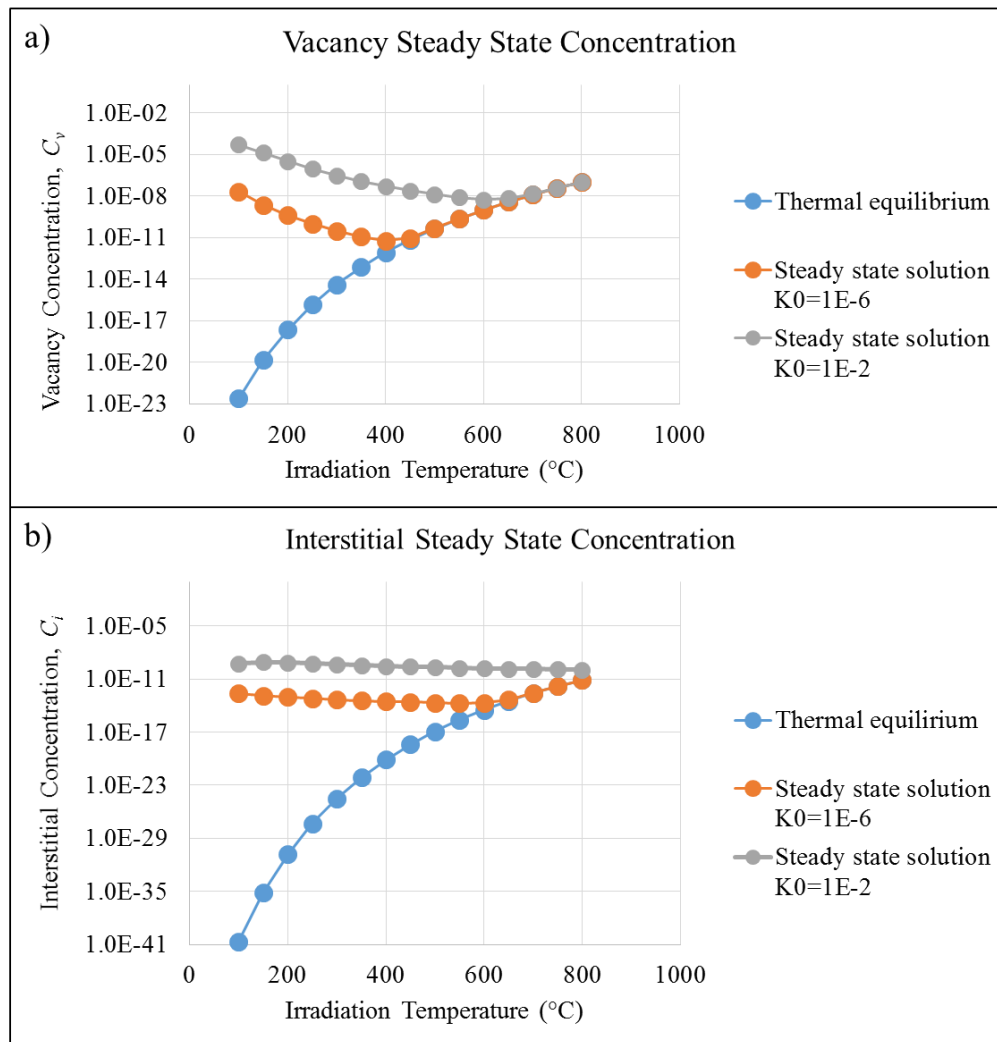 a)
Vacancy Steady State Concentration
Vacancy Concentration, Cv
1.0E-02
1.0E-05
1.0E-08
1.0E-11
1.0E-14
1.0E-17
1.0E-20
1.0E-23
0 200 400 600 800 1000
Irradiation Temperature (°C)
Thermal equilibrium
Steady state solution
K0=1E-6
Steady state solution
K0=1E-2
b)
Interstitial Steady State Concentration
Interstitial Concentration, Ci
1.0E-05
1.0E-11
1.0E-17
1.0E-23
1.0E-29
1.0E-35
1.0E-41
0 200 400 600 800 1000
Irradiation Temperature (°C)
Thermal equilirium
Steady state solution
K0=1E-6
Steady state solution
K0=1E-2